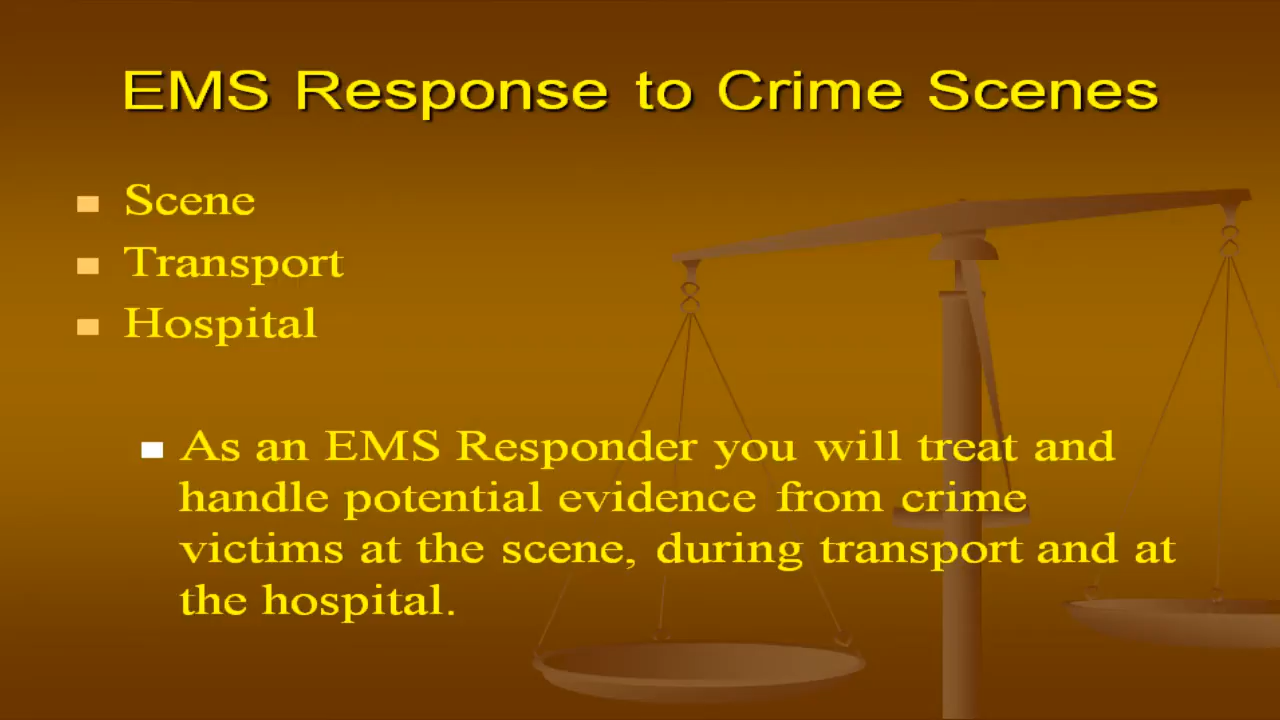 EMS Response to Crime Scenes
Scene
Transport
Hospital
As an EMS Responder you will treat and
handle potential evidence from crime
victims at the scene, during transport and at
the hospital.